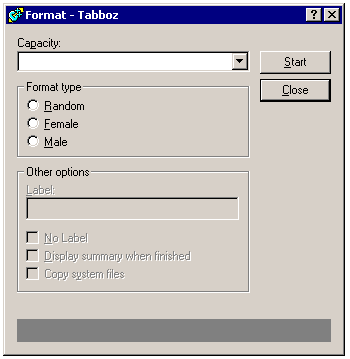 Format - Tabboz
Capacity:
Start
Close
Format type
Random
Female
Male
Other options
Label:
No Label
Display summary when finished
Copy system files